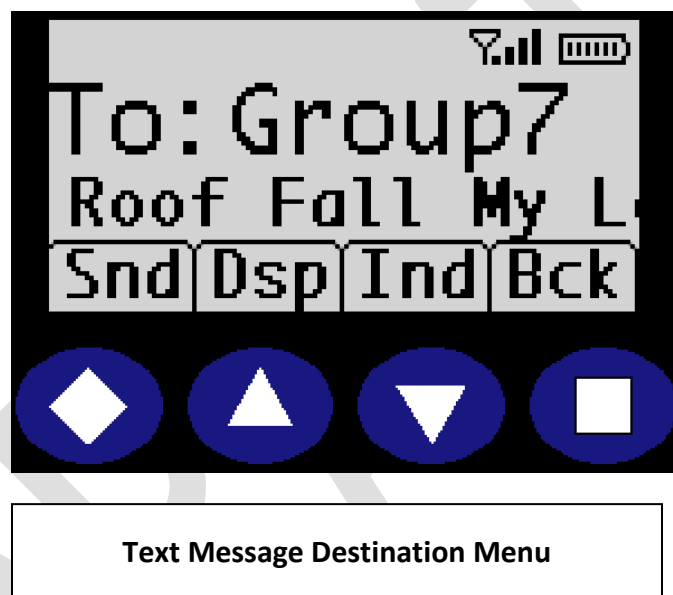 To: Group7
Roof Fall My L
Snd Dsp Ind Bck
Text Message Destination Menu